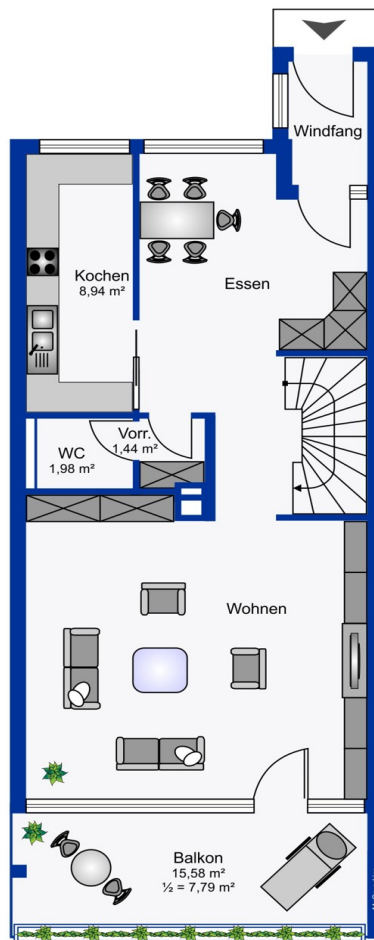 Windfang
Kochen
8,94 m²
Essen
Vorr.
1,44 m²
WC
1,98 m²
Wohnen
Balkon
15,58 m²
½ = 7,79 m²